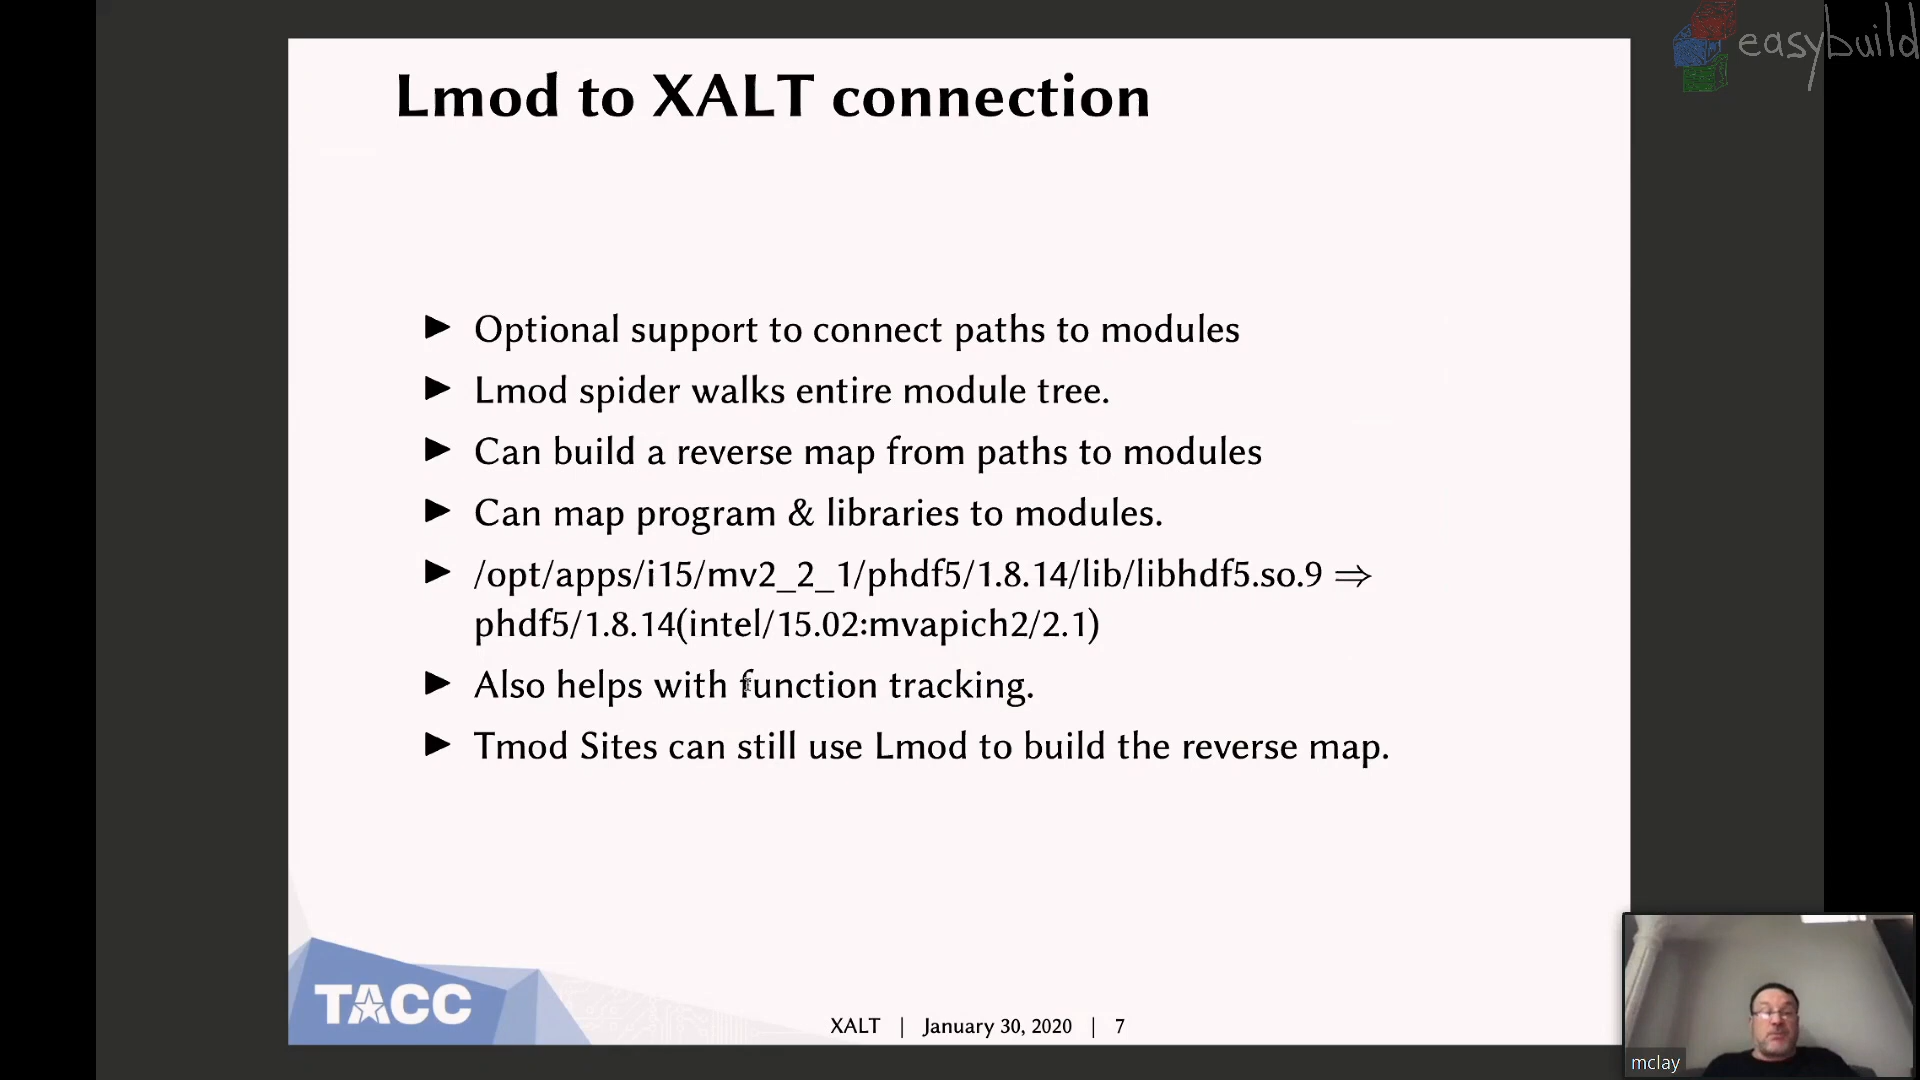 easybuild
Lmod to XALT connection
Optional support to connect paths to modules
Lmod spider walks entire module tree.
Can build a reverse map from paths to modules
Can map program & libraries to modules.
/opt/apps/i15/mv2_2_1/phdf5/1.8.14/lib/libhdf5.so.9 ⇒
phdf5/1.8.14(intel/15.02:mvapich2/2.1)
Also helps with function tracking.
Tmod Sites can still use Lmod to build the reverse map.
TACC
XALT | January 30, 2020 | 7
mclay